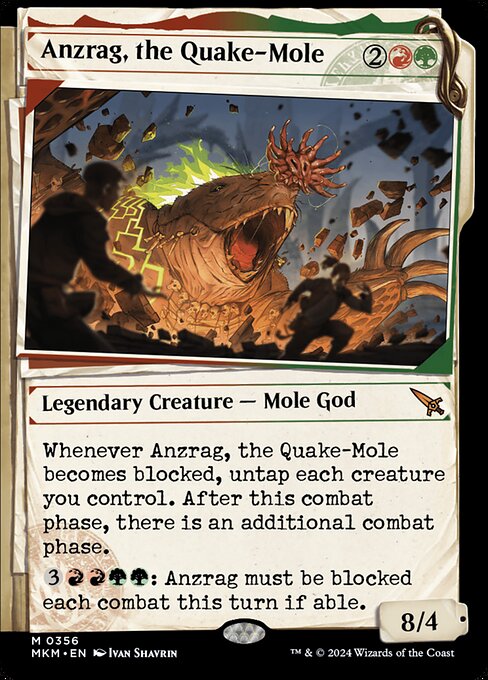 Anzrag, the Quake-Mole 2
Legendary Creature — Mole God
Whenever Anzrag, the Quake-Mole
becomes blocked, untap each creature
you control. After this combat
phase, there is an additional combat
phase.
3 : Anzrag must be blocked
each combat this turn if able.
8/4
M 0356
MKM • EN Ivan Shavrin
™ & © 2024 Wizards of the Coast